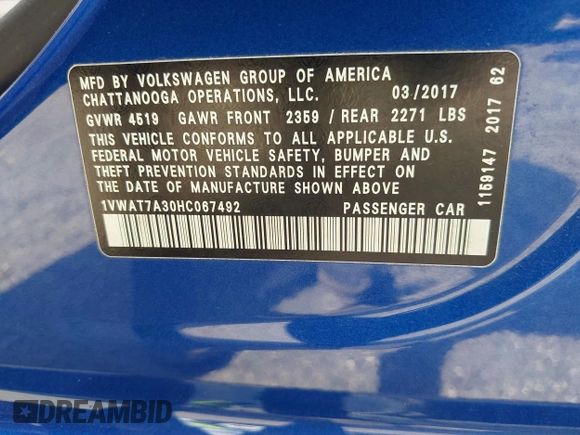 MFD BY VOLKSWAGEN GROUP OF AMERICA
CHATTANOOGA OPERATIONS, LLC. 03/2017
GVWR 4519 GAWR FRONT 2359 / REAR 2271 LBS
THIS VEHICLE CONFORMS TO ALL APPLICABLE U.S.
FEDERAL MOTOR VEHICLE SAFETY, BUMPER AND
THEFT PREVENTION STANDARDS IN EFFECT ON
THE DATE OF MANUFACTURE SHOWN ABOVE
1VWAT7A30HC067492 PASSENGER CAR
1159147 2017 62
DREAMBID